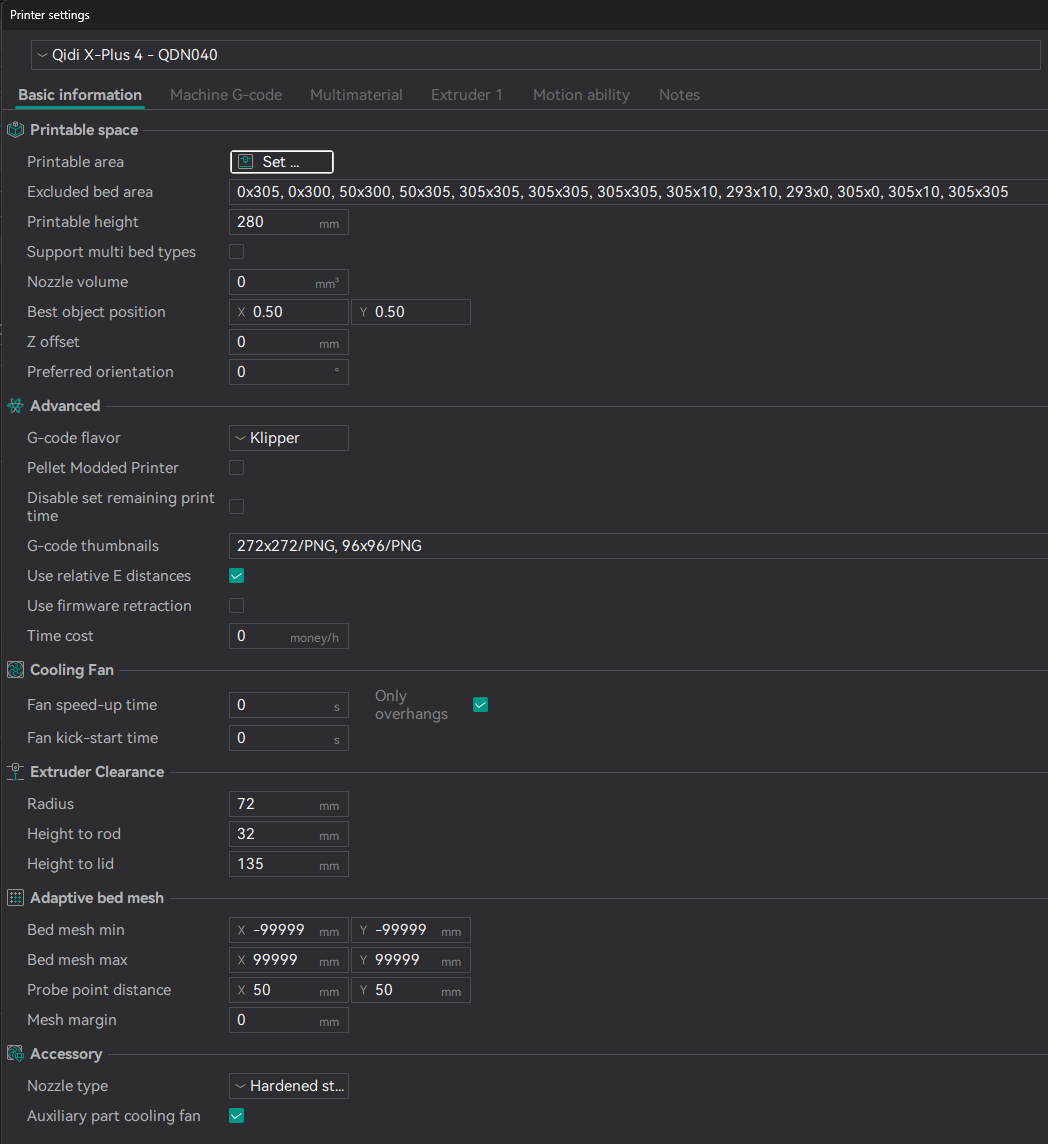 Printer settings
Qidi X-Plus 4 - QDN040
Basic information Machine G-code Multimaterial Extruder 1 Motion ability Notes
Printable space
Printable area Set ...
Excluded bed area 0x305, 0x300, 50x300, 50x305, 305x305, 305x305, 305x305, 305x10, 293x10, 293x0, 305x0, 305x10, 305x305
Printable height 280 mm
Support multi bed types
Nozzle volume 0 mm³
Best object position X 0.50 Y 0.50
Z offset 0 mm
Preferred orientation 0 °
Advanced
G-code flavor Klipper
Pellet Modded Printer
Disable set remaining print
time
G-code thumbnails 272x272/PNG, 96x96/PNG
Use relative E distances
Use firmware retraction
Time cost 0 money/h
Cooling Fan
Fan speed-up time 0 s Only
overhangs
Fan kick-start time 0 s
Extruder Clearance
Radius 72 mm
Height to rod 32 mm
Height to lid 135 mm
Adaptive bed mesh
Bed mesh min X -99999 mm Y -99999 mm
Bed mesh max X 99999 mm Y 99999 mm
Probe point distance X 50 mm Y 50 mm
Mesh margin 0 mm
Accessory
Nozzle type Hardened st...
Auxiliary part cooling fan